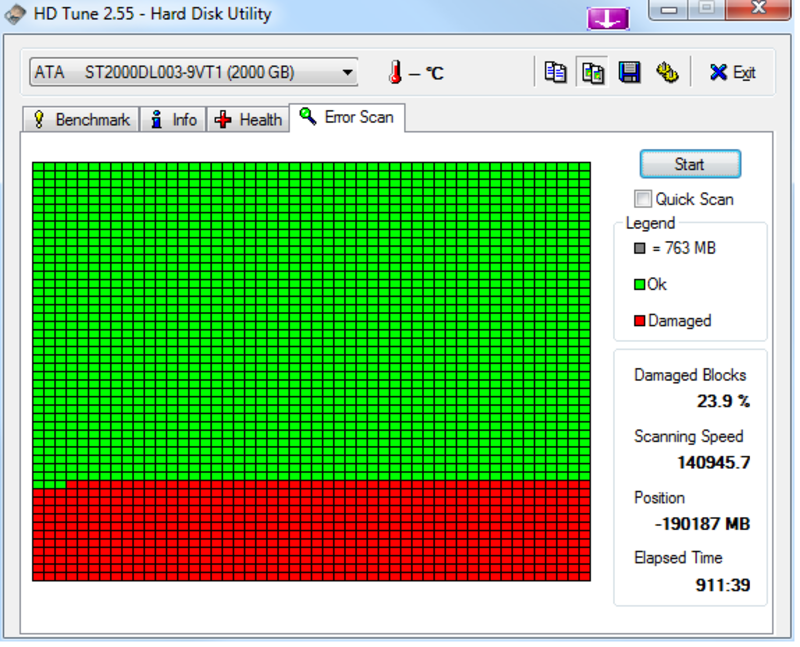 HD Tune 2.55 - Hard Disk Utility
ATA ST2000DL003-9VT1 (2000 GB)
– °C
Exit
Benchmark
Info
Health
Error Scan
Start
Quick Scan
Legend
= 763 MB
Ok
Damaged
Damaged Blocks
23.9 %
Scanning Speed
140945.7
Position
-190187 MB
Elapsed Time
911:39